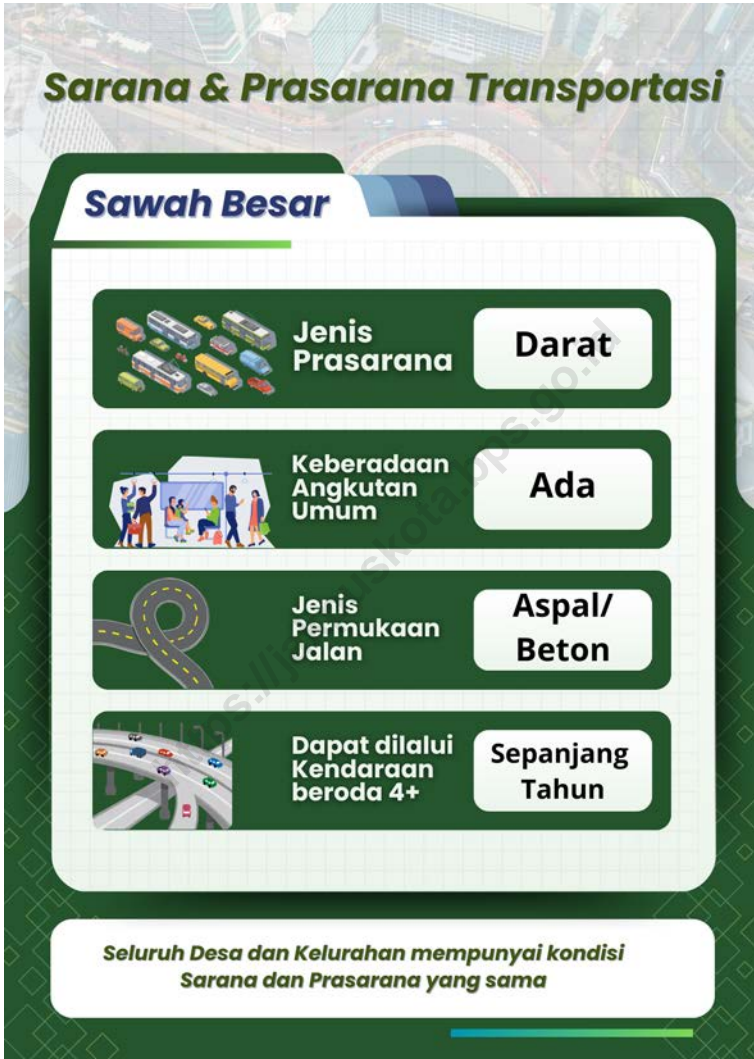 Sarana & Prasarana Transportasi
Sawah Besar
Jenis
Prasarana
Darat
Keberadaan
Angkutan
Umum
Ada
Jenis
Permukaan
Jalan
Aspal/
Beton
Dapat dilalui
Kendaraan
beroda 4+
Sepanjang
Tahun
Seluruh Desa dan Kelurahan mempunyai kondisi
Sarana dan Prasarana yang sama